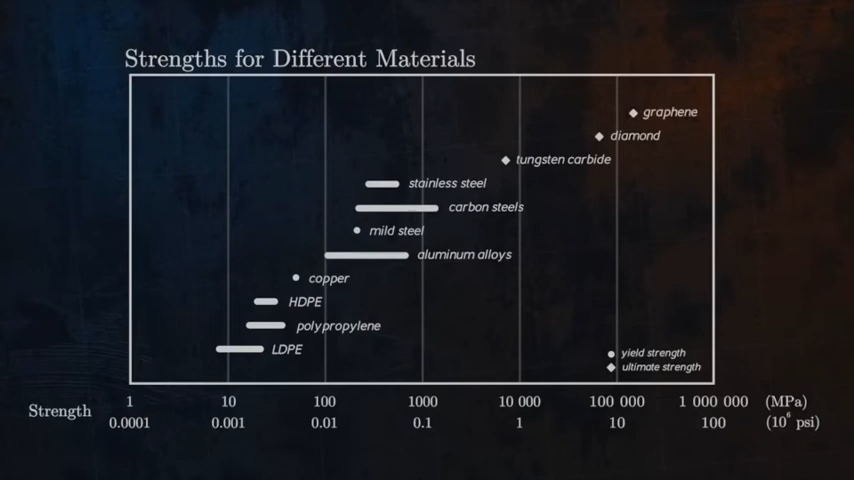 Strengths for Different Materials
graphene
diamond
tungsten carbide
stainless steel
carbon steels
mild steel
aluminum alloys
copper
HDPE
polypropylene
LDPE
yield strength
ultimate strength
Strength
1 10 100 1000 10 000 100 000 1 000 000 (MPa)
0.0001 0.001 0.01 0.1 1 10 100 (10⁶ psi)